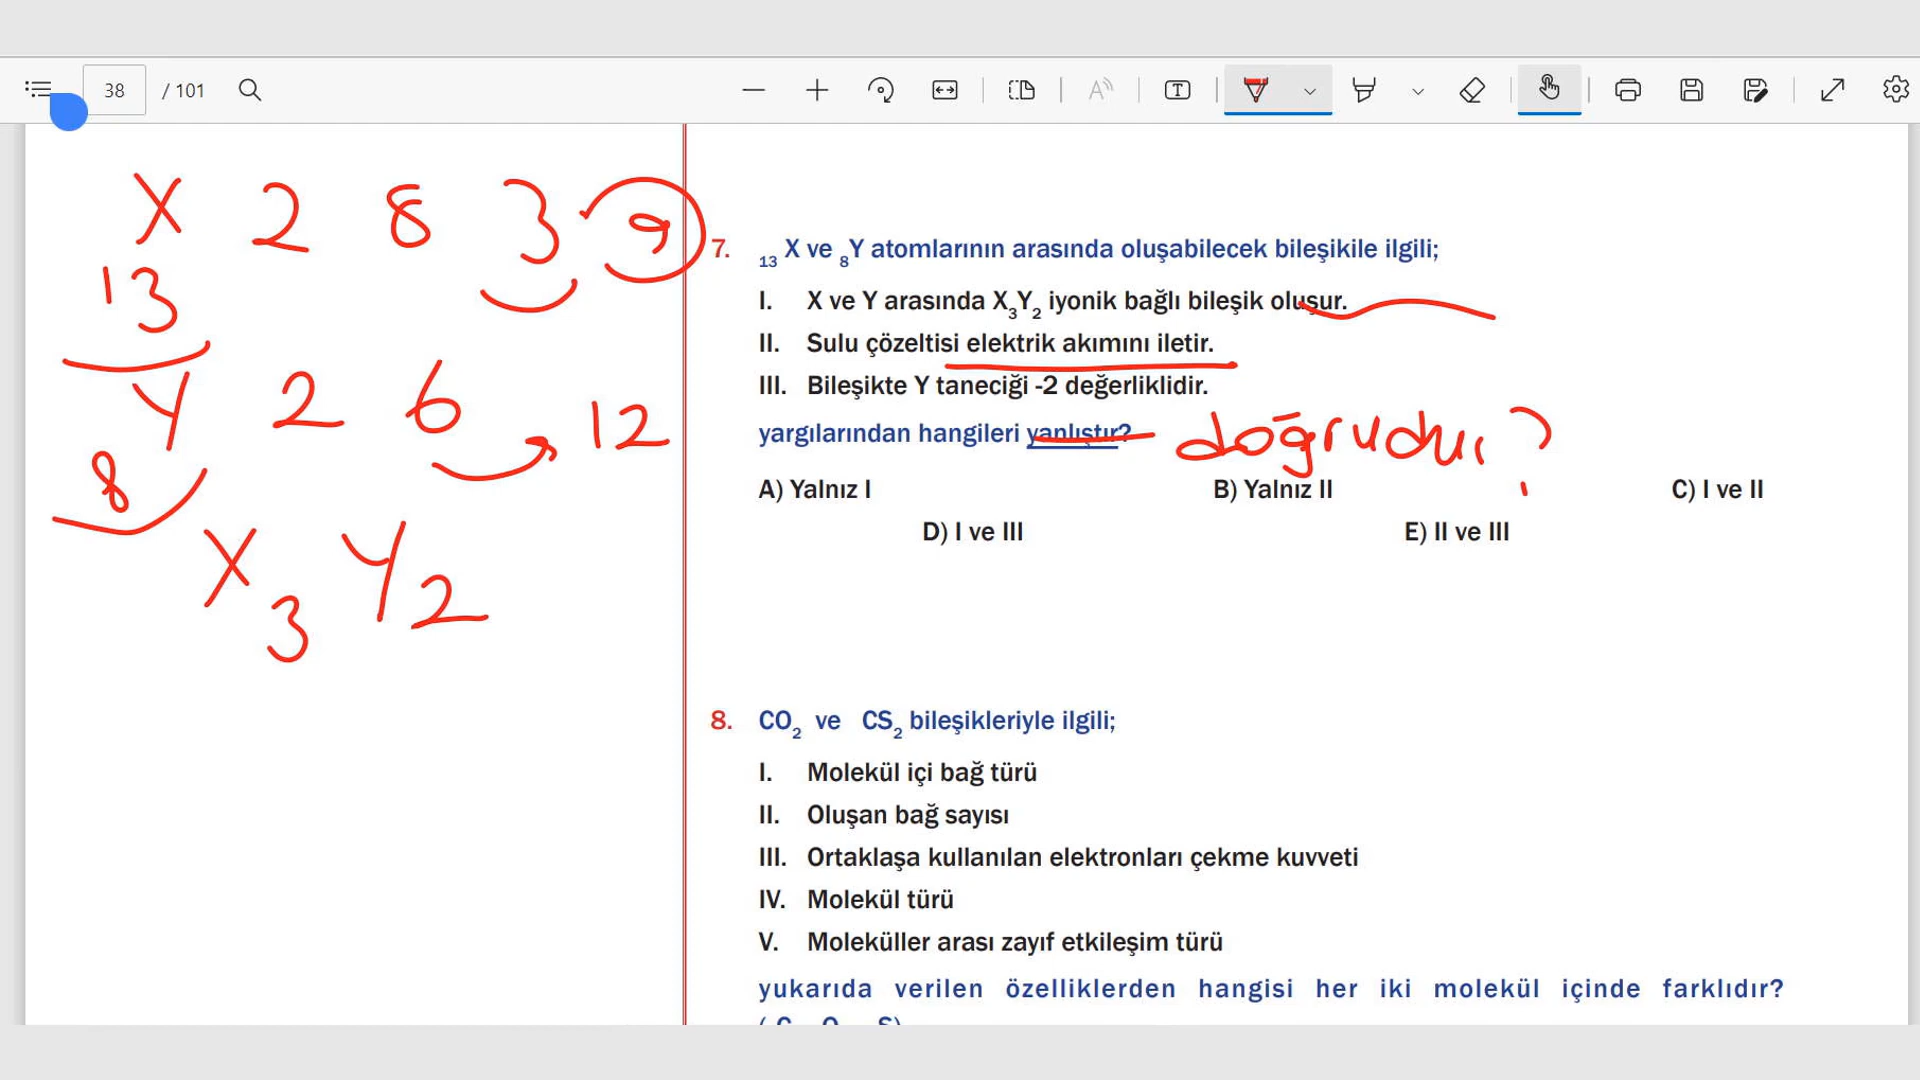 38 / 101
X 2 8 3
13
Y 2 6 12
8
X3 Y2
7. 13X ve 8Y atomlarının arasında oluşabilecek bileşikile ilgili;
I. X ve Y arasında X3Y2 iyonik bağlı bileşik oluşur.
II. Sulu çözeltisi elektrik akımını iletir.
III. Bileşikte Y taneciği -2 değerliklidir.
yargılarından hangileri yanlıştır? doğrudur ?
A) Yalnız I B) Yalnız II C) I ve II
D) I ve III E) II ve III
8. CO2 ve CS2 bileşikleriyle ilgili;
I. Molekül içi bağ türü
II. Oluşan bağ sayısı
III. Ortaklaşa kullanılan elektronları çekme kuvveti
IV. Molekül türü
V. Moleküller arası zayıf etkileşim türü
yukarıda verilen özelliklerden hangisi her iki molekül içinde farklıdır?